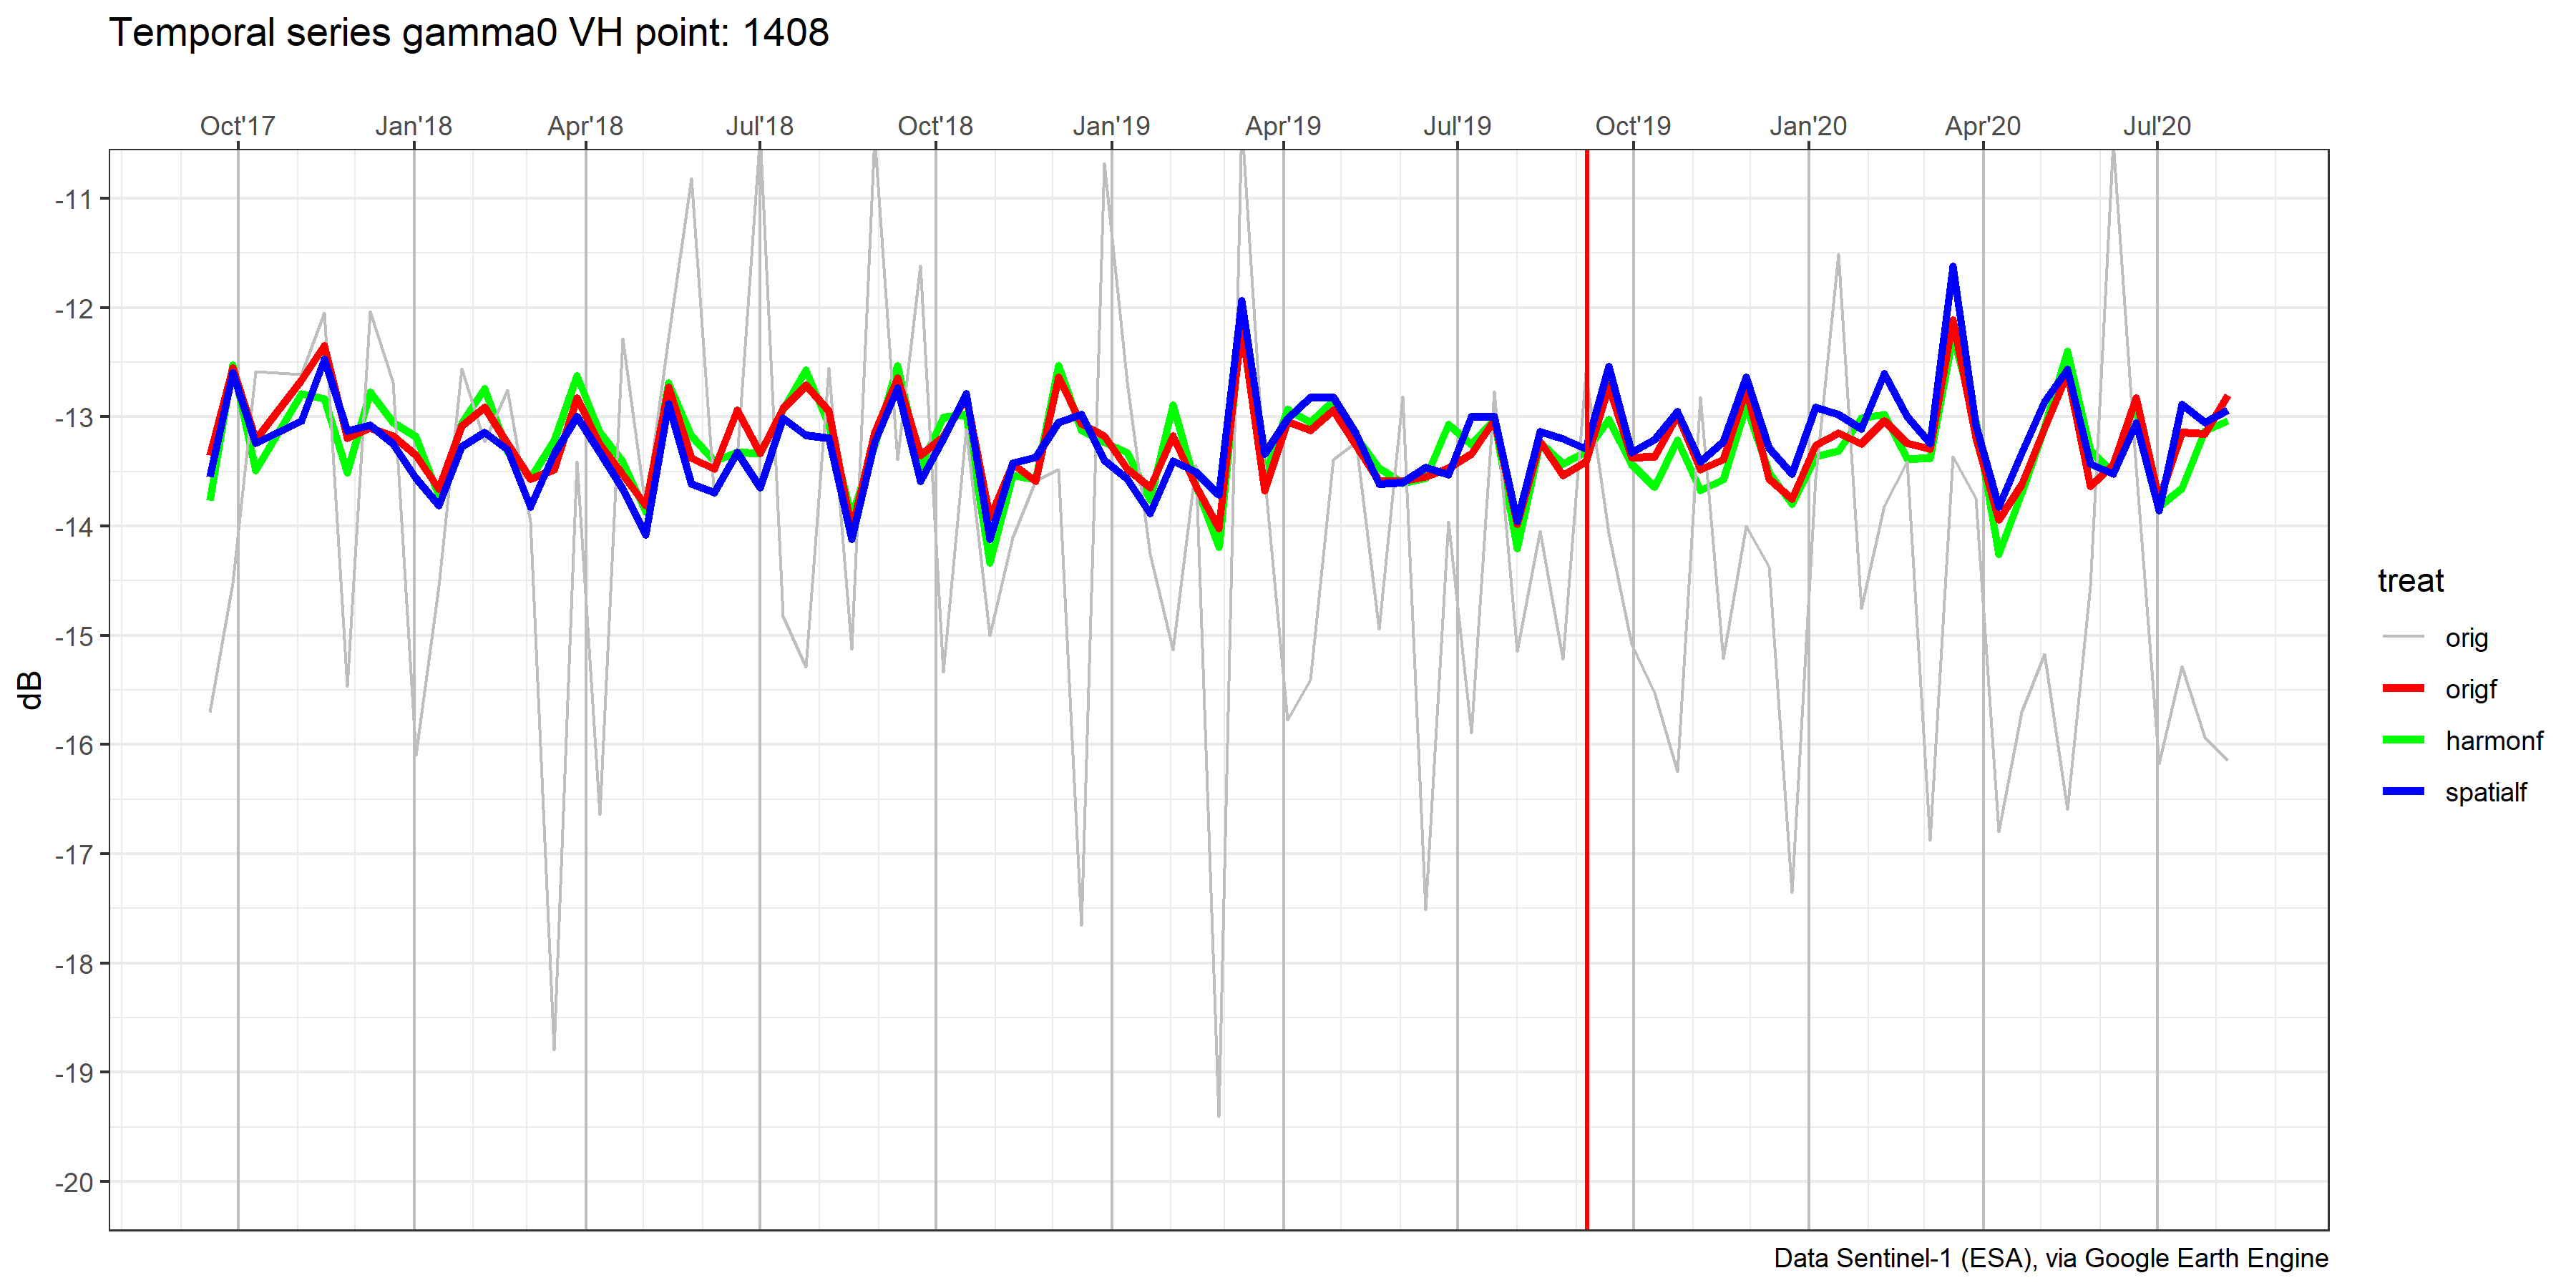 Temporal series gamma0 VH point: 1408
Oct'17 Jan'18 Apr'18 Jul'18 Oct'18 Jan'19 Apr'19 Jul'19 Oct'19 Jan'20 Apr'20 Jul'20
-11
-12
-13
-14
-15
-16
-17
-18
-19
-20
dB
treat
orig
origf
harmonf
spatialf
Data Sentinel-1 (ESA), via Google Earth Engine